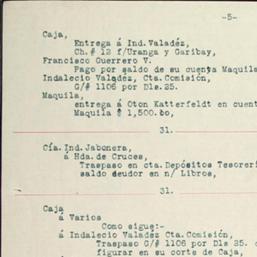 -5-
Caja,
Entrega á Ind. Valadéz,
Ch. # 12 f/Uranga y Garibay,
Francisco Guerrero V.
Pago por saldo de su cuenta Maquila
Indalecio Valadéz, Cta. Comisión,
G/# 1106 por Dls. 25.
Maquila,
entrega á Oton Katterfeldt en cuent
Maquila $ 1,500.00,
31.
Cía. Ind. Jabonera,
á Hda. de Cruces,
Traspaso en cta. Depósitos Tesoreri
saldo deudor en n/ Libros,
31.
Caja
á Varios
Como sigue:-
á Indalecio Valadéz Cta. Comisión,
Traspaso G/# 1106 por Dls. 25.
figurar en su corte de Caja,